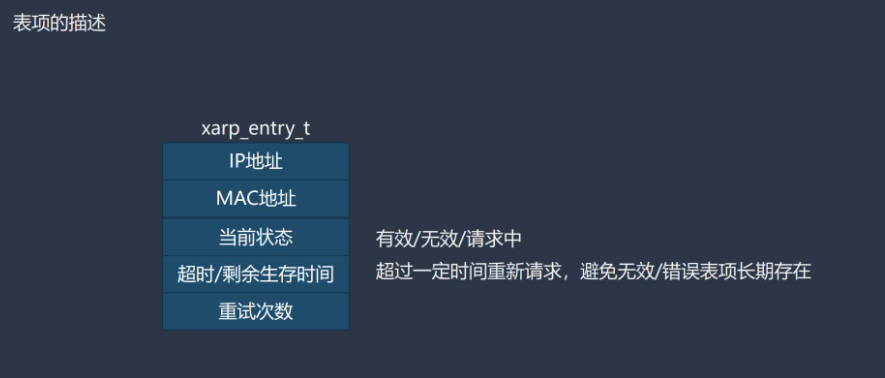 表项的描述
xarp_entry_t
IP地址
MAC地址
当前状态
有效/无效/请求中
超时/剩余生存时间
超过一定时间重新请求，避免无效/错误表项长期存在
重试次数